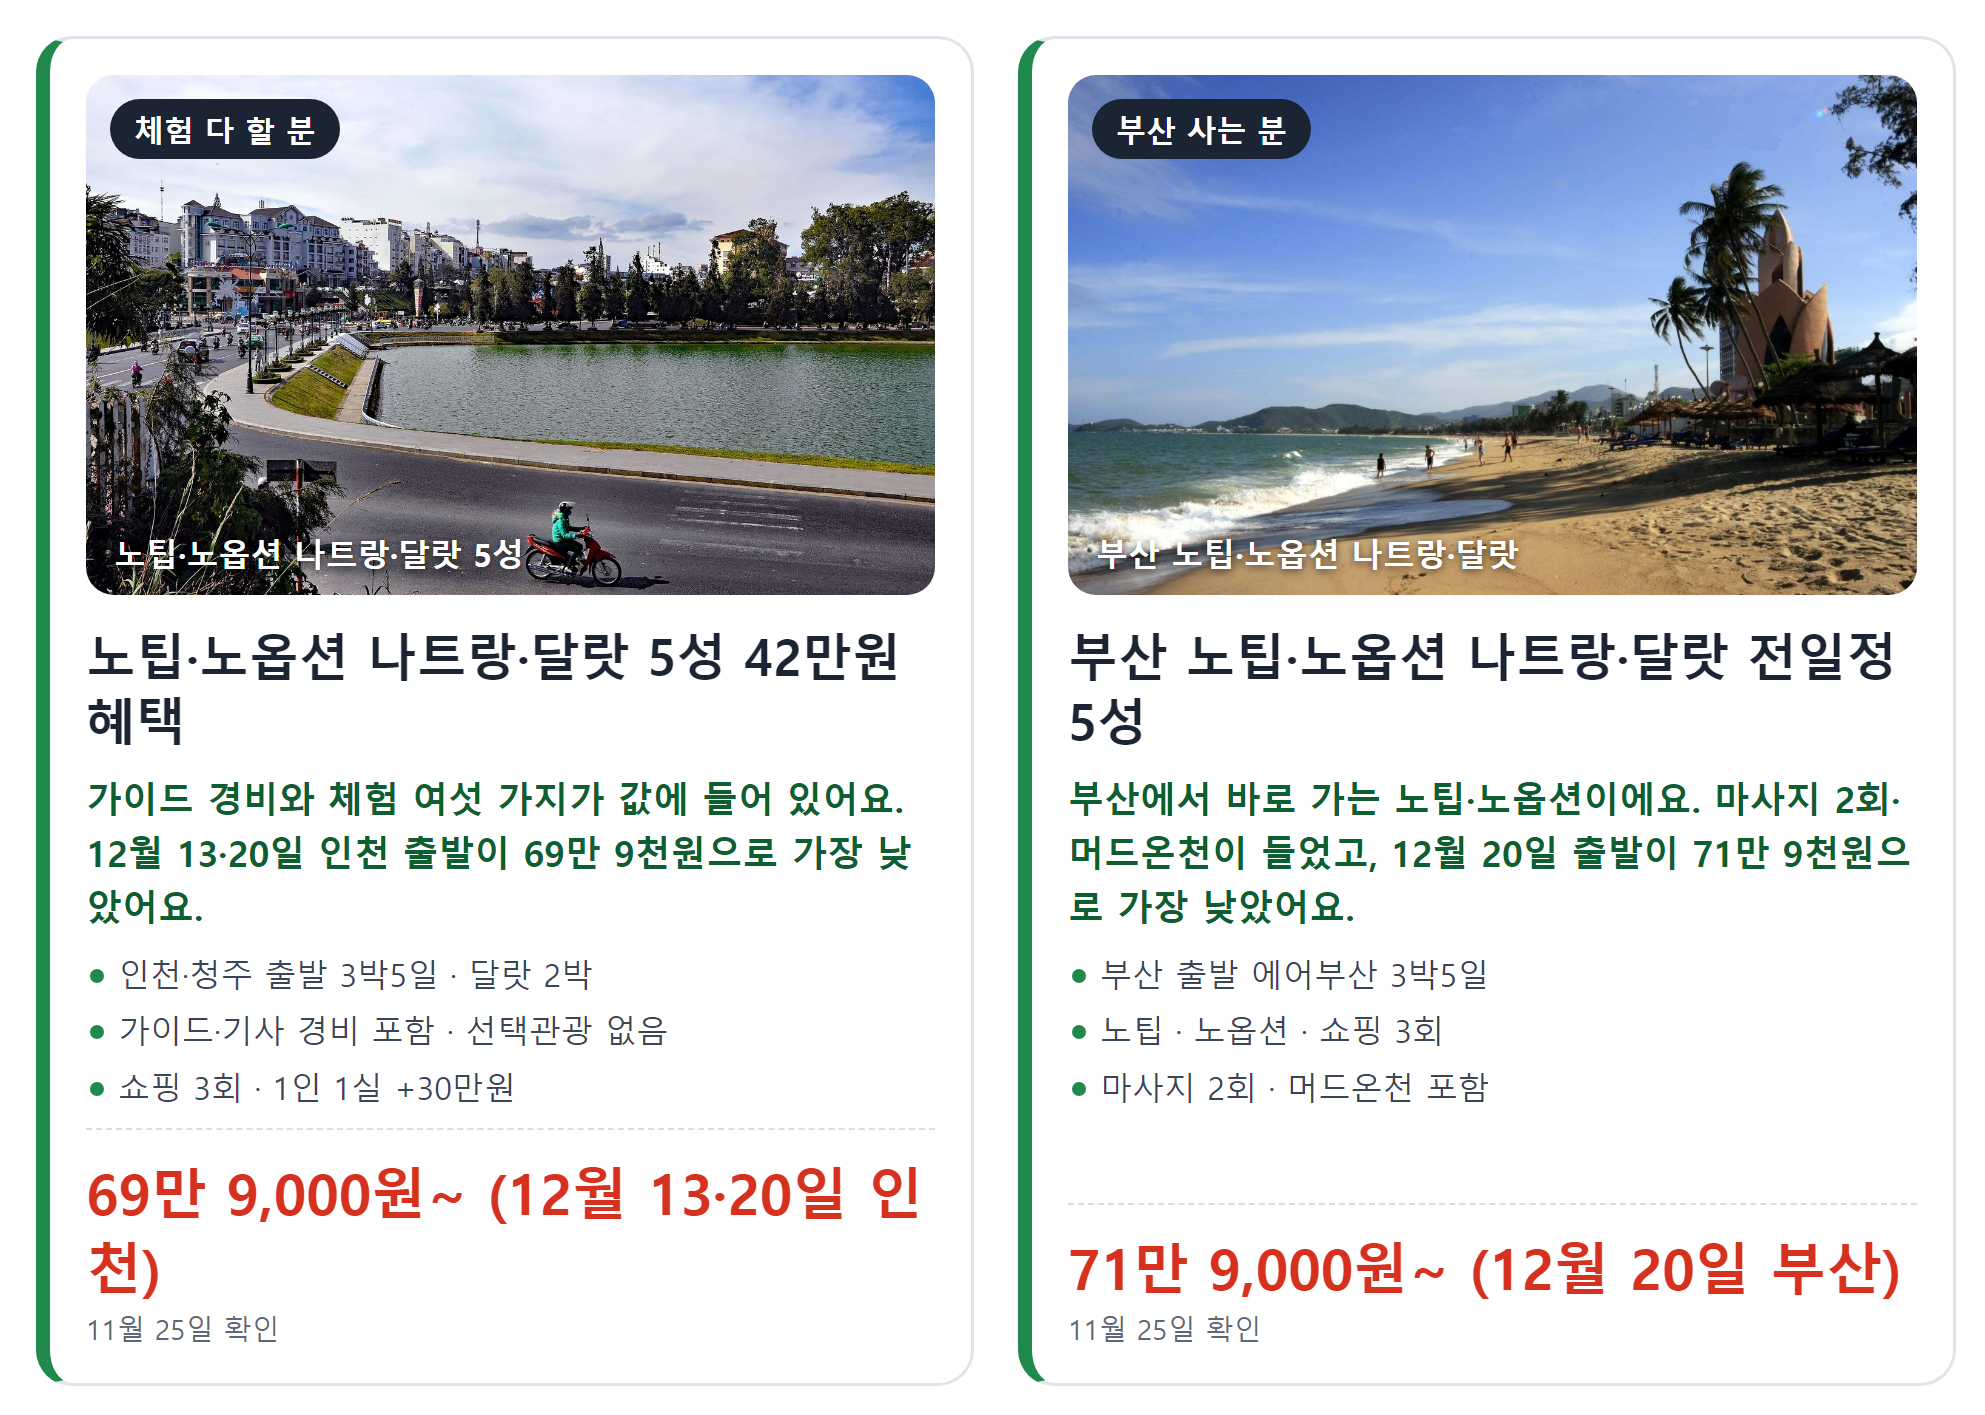 체험 다 할 분
노팁·노옵션 나트랑·달랏 5성
노팁·노옵션 나트랑·달랏 5성 42만원
혜택
가이드 경비와 체험 여섯 가지가 값에 들어 있어요.
12월 13·20일 인천 출발이 69만 9천원으로 가장 낮
았어요.
인천·청주 출발 3박5일 · 달랏 2박
가이드·기사 경비 포함 · 선택관광 없음
쇼핑 3회 · 1인 1실 +30만원
69만 9,000원~ (12월 13·20일 인
천)
11월 25일 확인
부산 사는 분
부산 노팁·노옵션 나트랑·달랏
부산 노팁·노옵션 나트랑·달랏 전일정
5성
부산에서 바로 가는 노팁·노옵션이에요. 마사지 2회·
머드온천이 들었고, 12월 20일 출발이 71만 9천원으
로 가장 낮았어요.
부산 출발 에어부산 3박5일
노팁 · 노옵션 · 쇼핑 3회
마사지 2회 · 머드온천 포함
71만 9,000원~ (12월 20일 부산)
11월 25일 확인